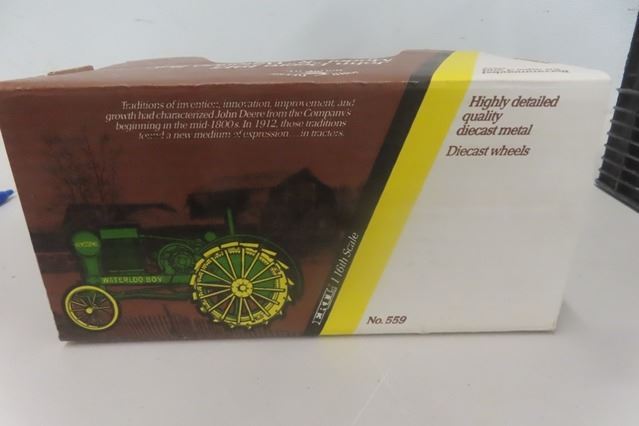 Traditions of invention, innovation, improvement, and
growth had characterized John Deere from the Company's
beginning in the mid-1800's. In 1912, those traditions
found a new medium of expression....in tractors.
Highly detailed
quality
diecast metal
Diecast wheels
WATERLOO BOY
1/16th Scale
No. 559